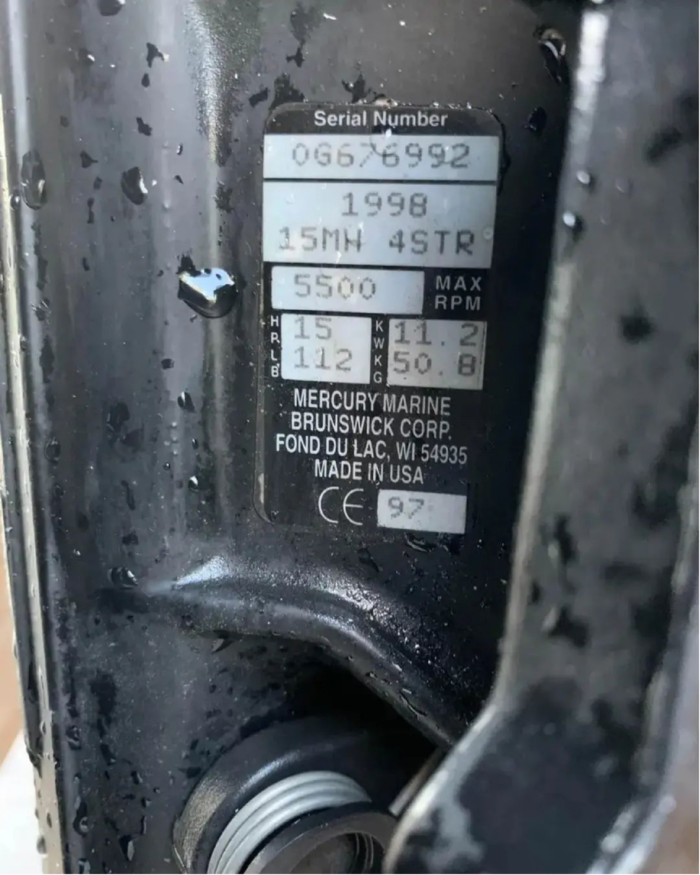 Serial Number
0G676992
1998
15MH 4STR
5500 MAX RPM
HP 15 KW 11.2
LB 112 KG 50.8
MERCURY MARINE
BRUNSWICK CORP.
FOND DU LAC, WI 54935
MADE IN USA
CE 97